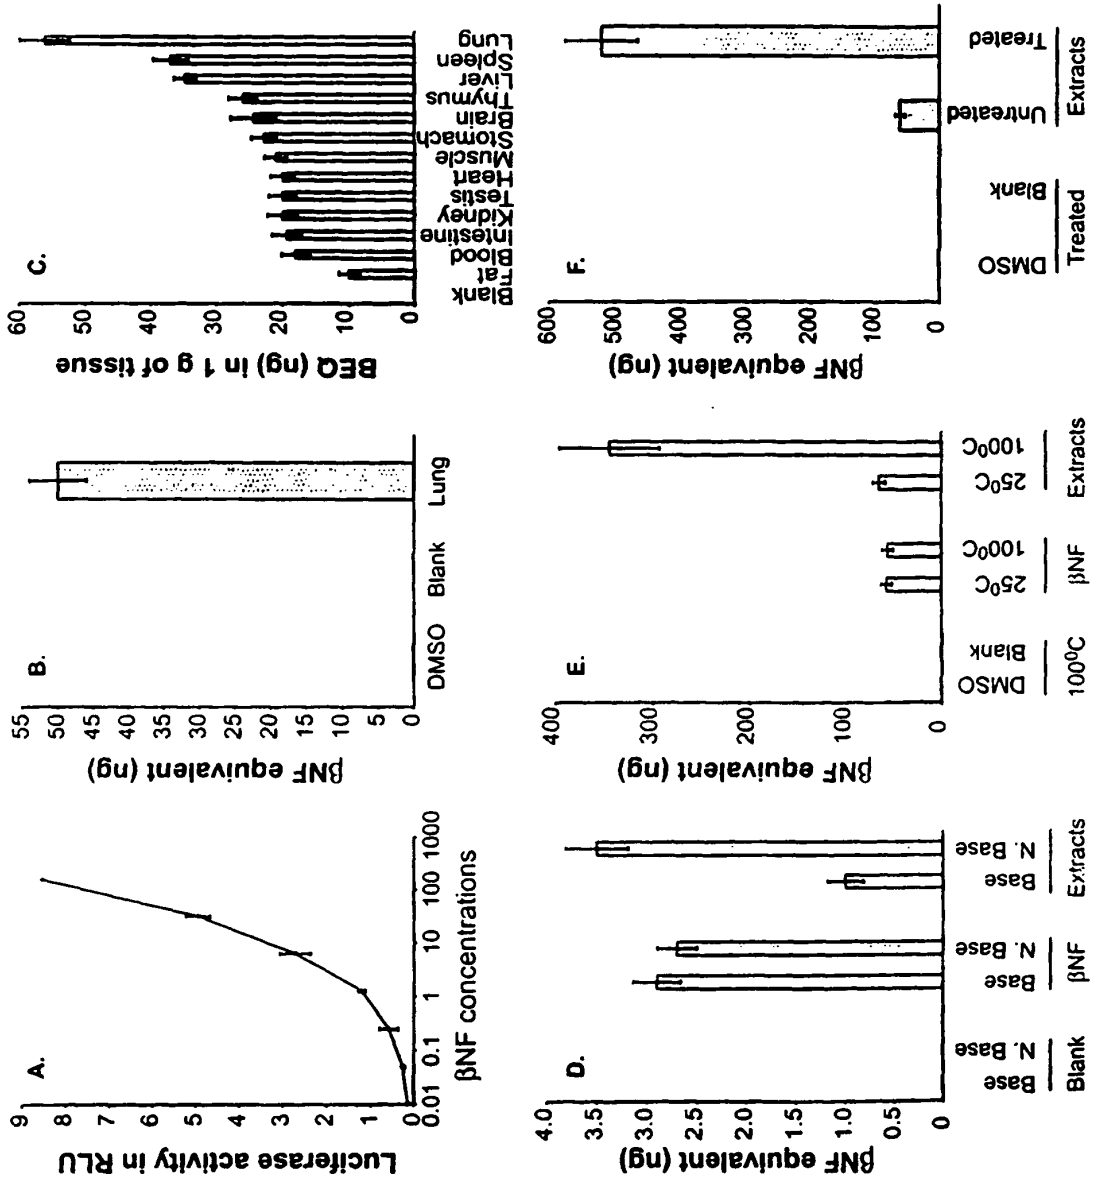 A.
Luciferase activity in RLU
9
8
7
6
5
4
3
2
1
0
0.01
0.1
1
10
100
1000
βNF concentrations
B.
βNF equivalent (ng)
55
50
45
40
35
30
25
20
15
10
5
0
DMSO
Blank
Lung
C.
BEQ (ng) in 1 g of tissue
60
50
40
30
20
10
0
Blank
Fat
Blood
Intestine
Kidney
Testis
Heart
Muscle
Stomach
Brain
Thymus
Liver
Spleen
Lung
D.
βNF equivalent (ng)
4.0
3.5
3.0
2.5
2.0
1.5
1.0
0.5
0
Base
N. Base
Base
N. Base
Base
N. Base
Blank
βNF
Extracts
E.
βNF equivalent (ng)
400
300
200
100
0
DMSO
Blank
25⁰C
100⁰C
25⁰C
100⁰C
100⁰C
βNF
Extracts
F.
βNF equivalent (ng)
600
500
400
300
200
100
0
DMSO
Blank
Untreated
Treated
Treated
Extracts